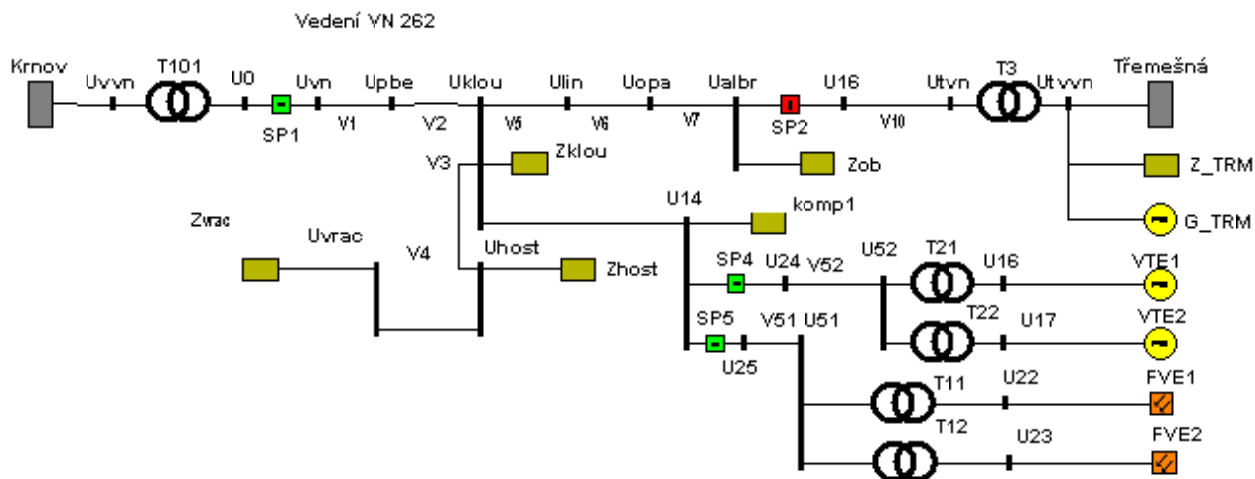 Vedení VN 262
Krnov Uvvn T101 U0 Uvn Upbe Uklou Ulin Uopa Ualbr U16 Utvn T3 Utvvn Třemešná
SP1 V1 V2 V5 V6 V7 SP2 V10
V3 Zklou Zob Z_TRM
U14 komp1 G_TRM
Zvrac Uvrac V4 Uhost Zhost
SP4 U24 V52 U52 T21 U16 VTE1
SP5 U25 V51 U51 T22 U17 VTE2
T11 U22 FVE1
T12 U23 FVE2